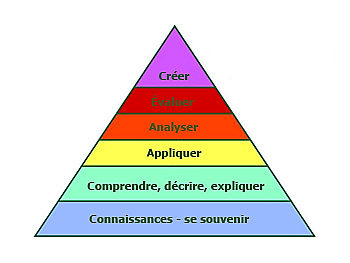 Créer
Evaluer
Analyser
Appliquer
Comprendre, décrire, expliquer
Connaissances - se souvenir